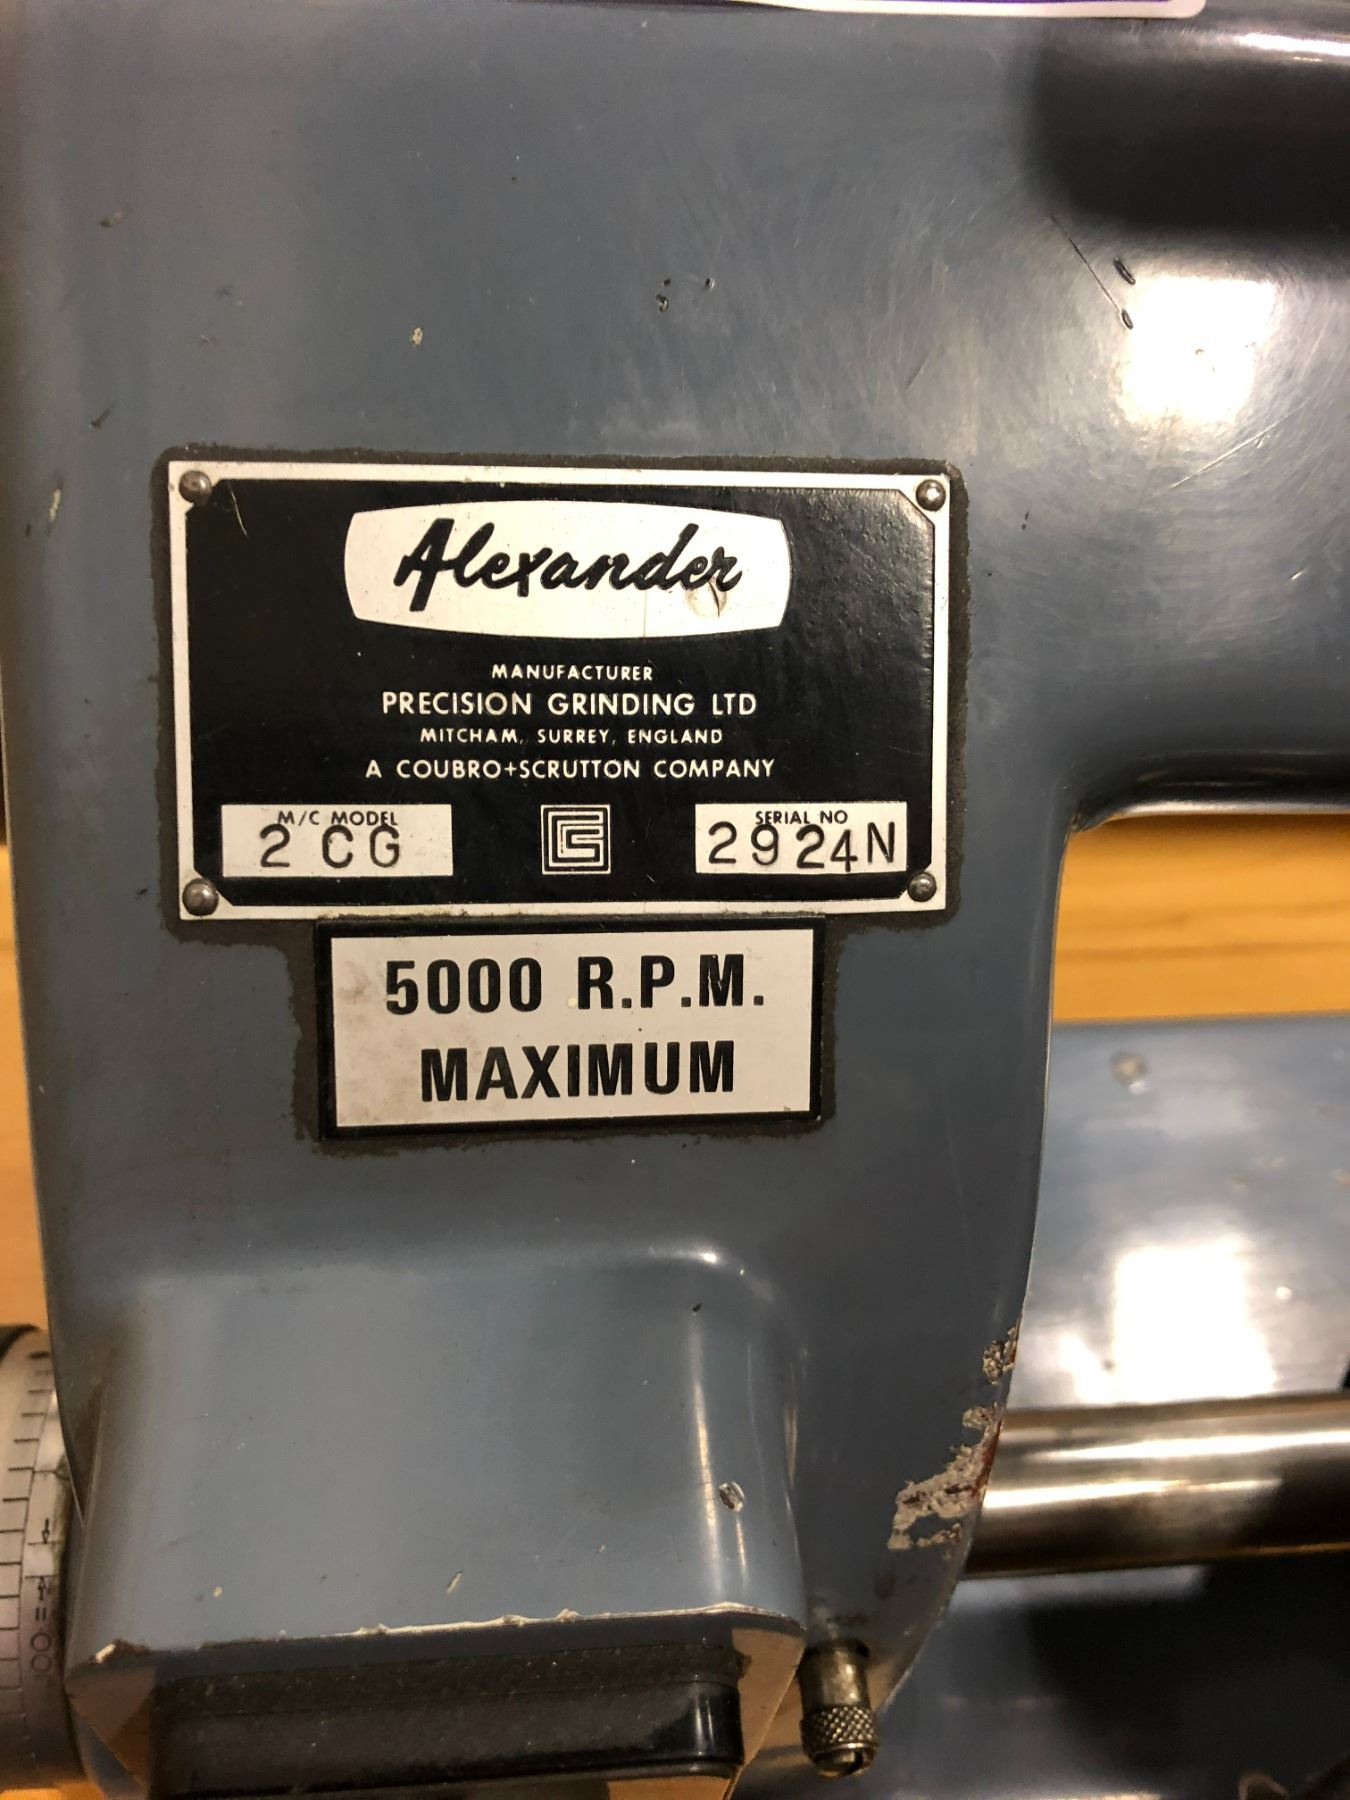 Alexander
MANUFACTURER
PRECISION GRINDING LTD
MITCHAM, SURREY, ENGLAND
A COUBRO+SCRUTTON COMPANY
M/C MODEL
2 CG
SERIAL NO
2924N
5000 R.P.M.
MAXIMUM